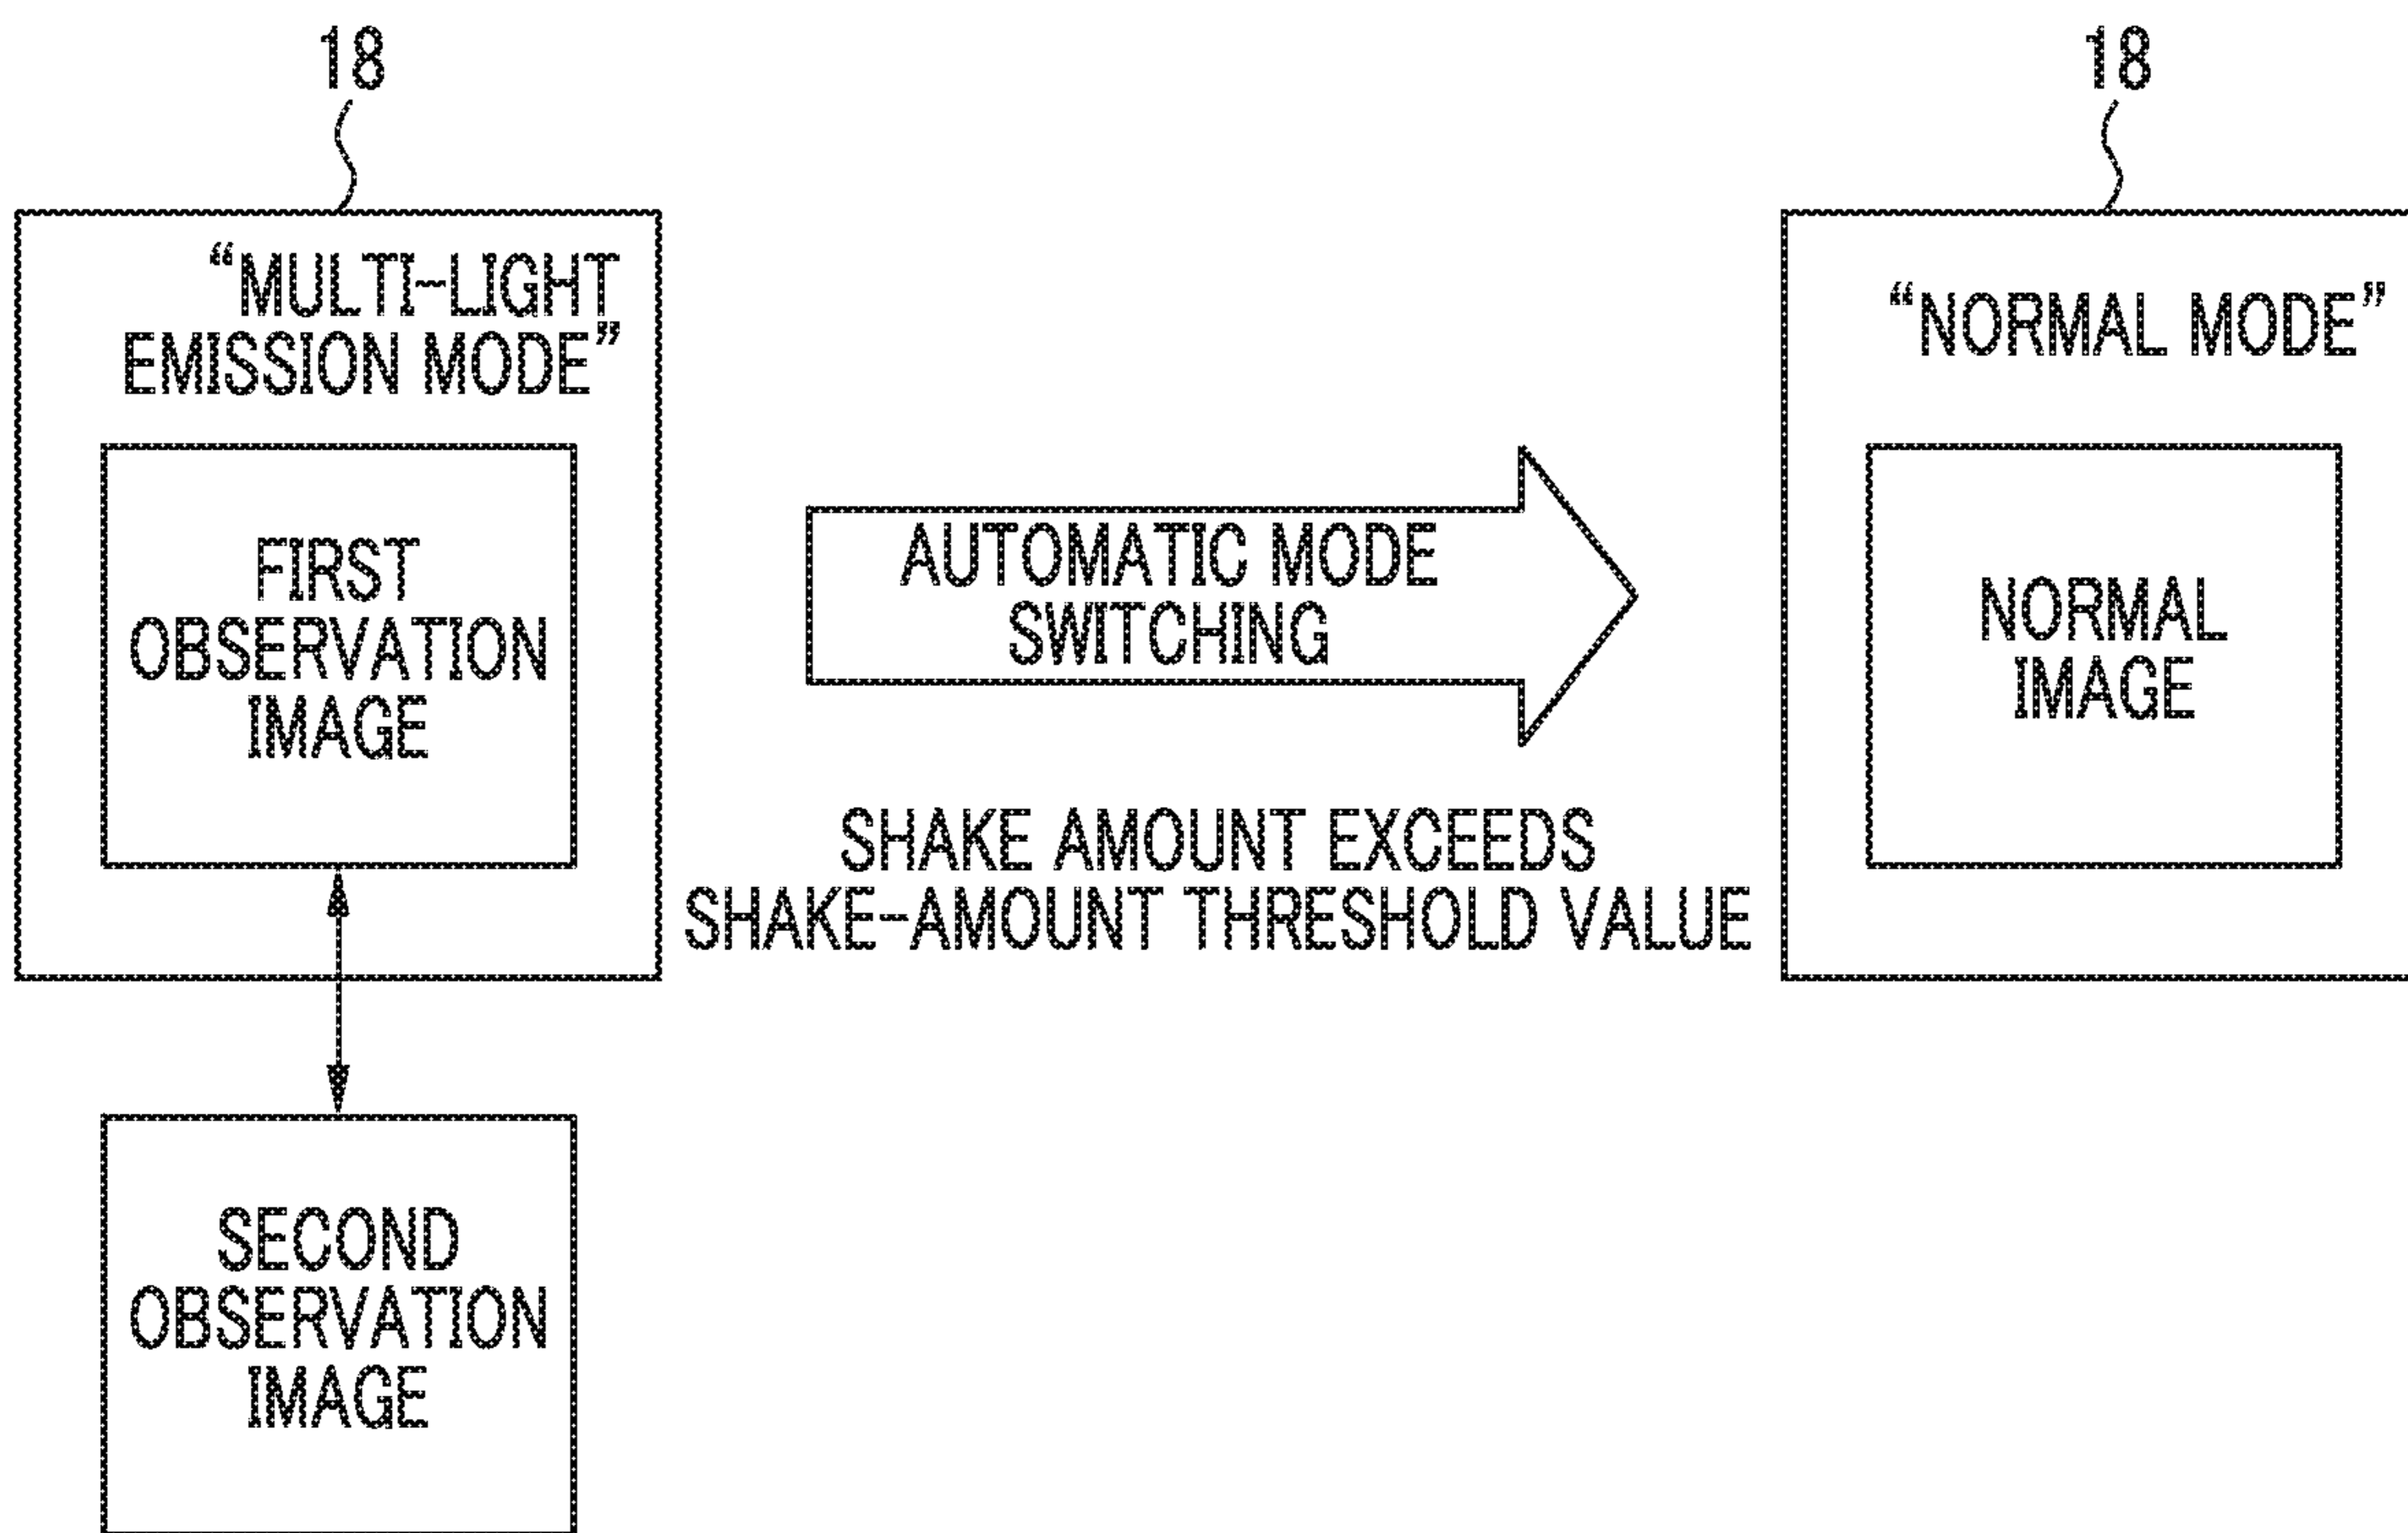 18
18
“MULTI-LIGHT
EMISSION MODE”
FIRST
OBSERVATION
IMAGE
AUTOMATIC MODE
SWITCHING
SHAKE AMOUNT EXCEEDS
SHAKE-AMOUNT THRESHOLD VALUE
“NORMAL MODE”
NORMAL
IMAGE
SECOND
OBSERVATION
IMAGE